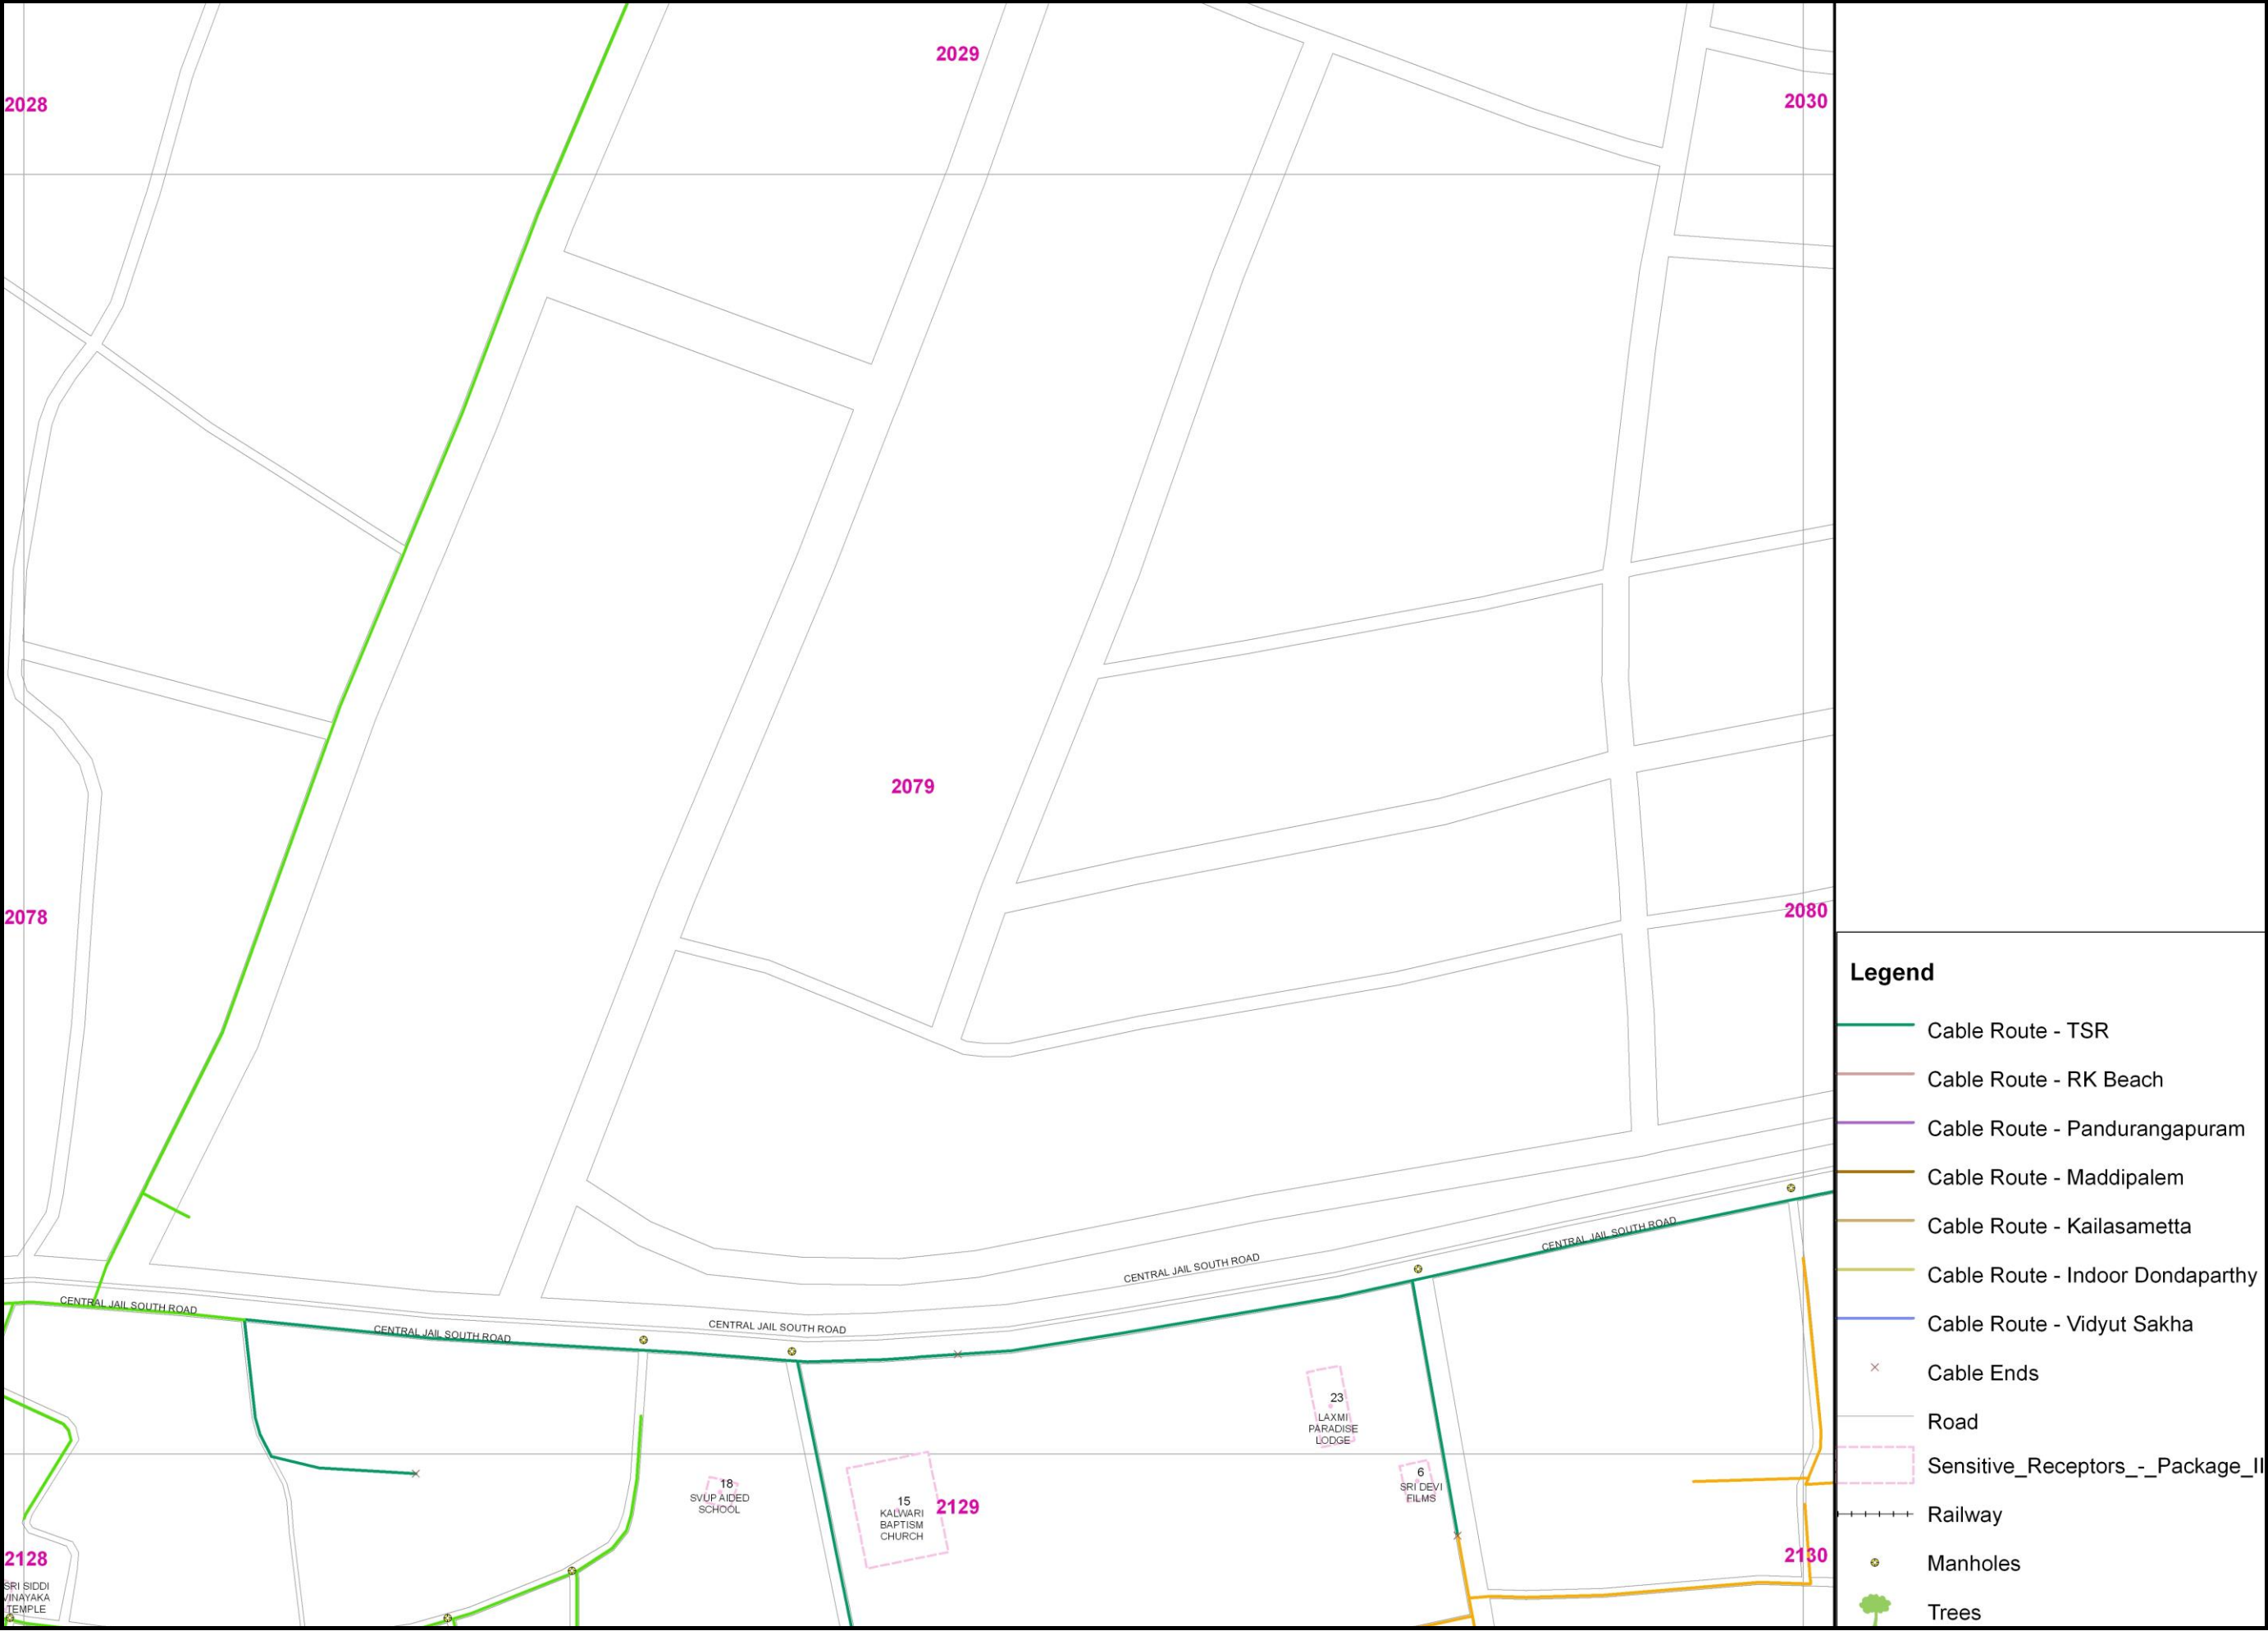 2029
2028
2030
2079
2078
2080
CENTRAL JAIL SOUTH ROAD
CENTRAL JAIL SOUTH ROAD
CENTRAL JAIL SOUTH ROAD
CENTRAL JAIL SOUTH ROAD
CENTRAL JAIL SOUTH ROAD
23
LAXMI
PARADISE
LODGE
6
SRI DEVI
FILMS
18
SVUP AIDED
SCHOOL
15
KALWARI
BAPTISM
CHURCH
2129
2128
2130
SRI SIDDI
VINAYAKA
TEMPLE
Legend
Cable Route - TSR
Cable Route - RK Beach
Cable Route - Pandurangapuram
Cable Route - Maddipalem
Cable Route - Kailasametta
Cable Route - Indoor Dondaparthy
Cable Route - Vidyut Sakha
Cable Ends
Road
Sensitive_Receptors_-_Package_II
Railway
Manholes
Trees